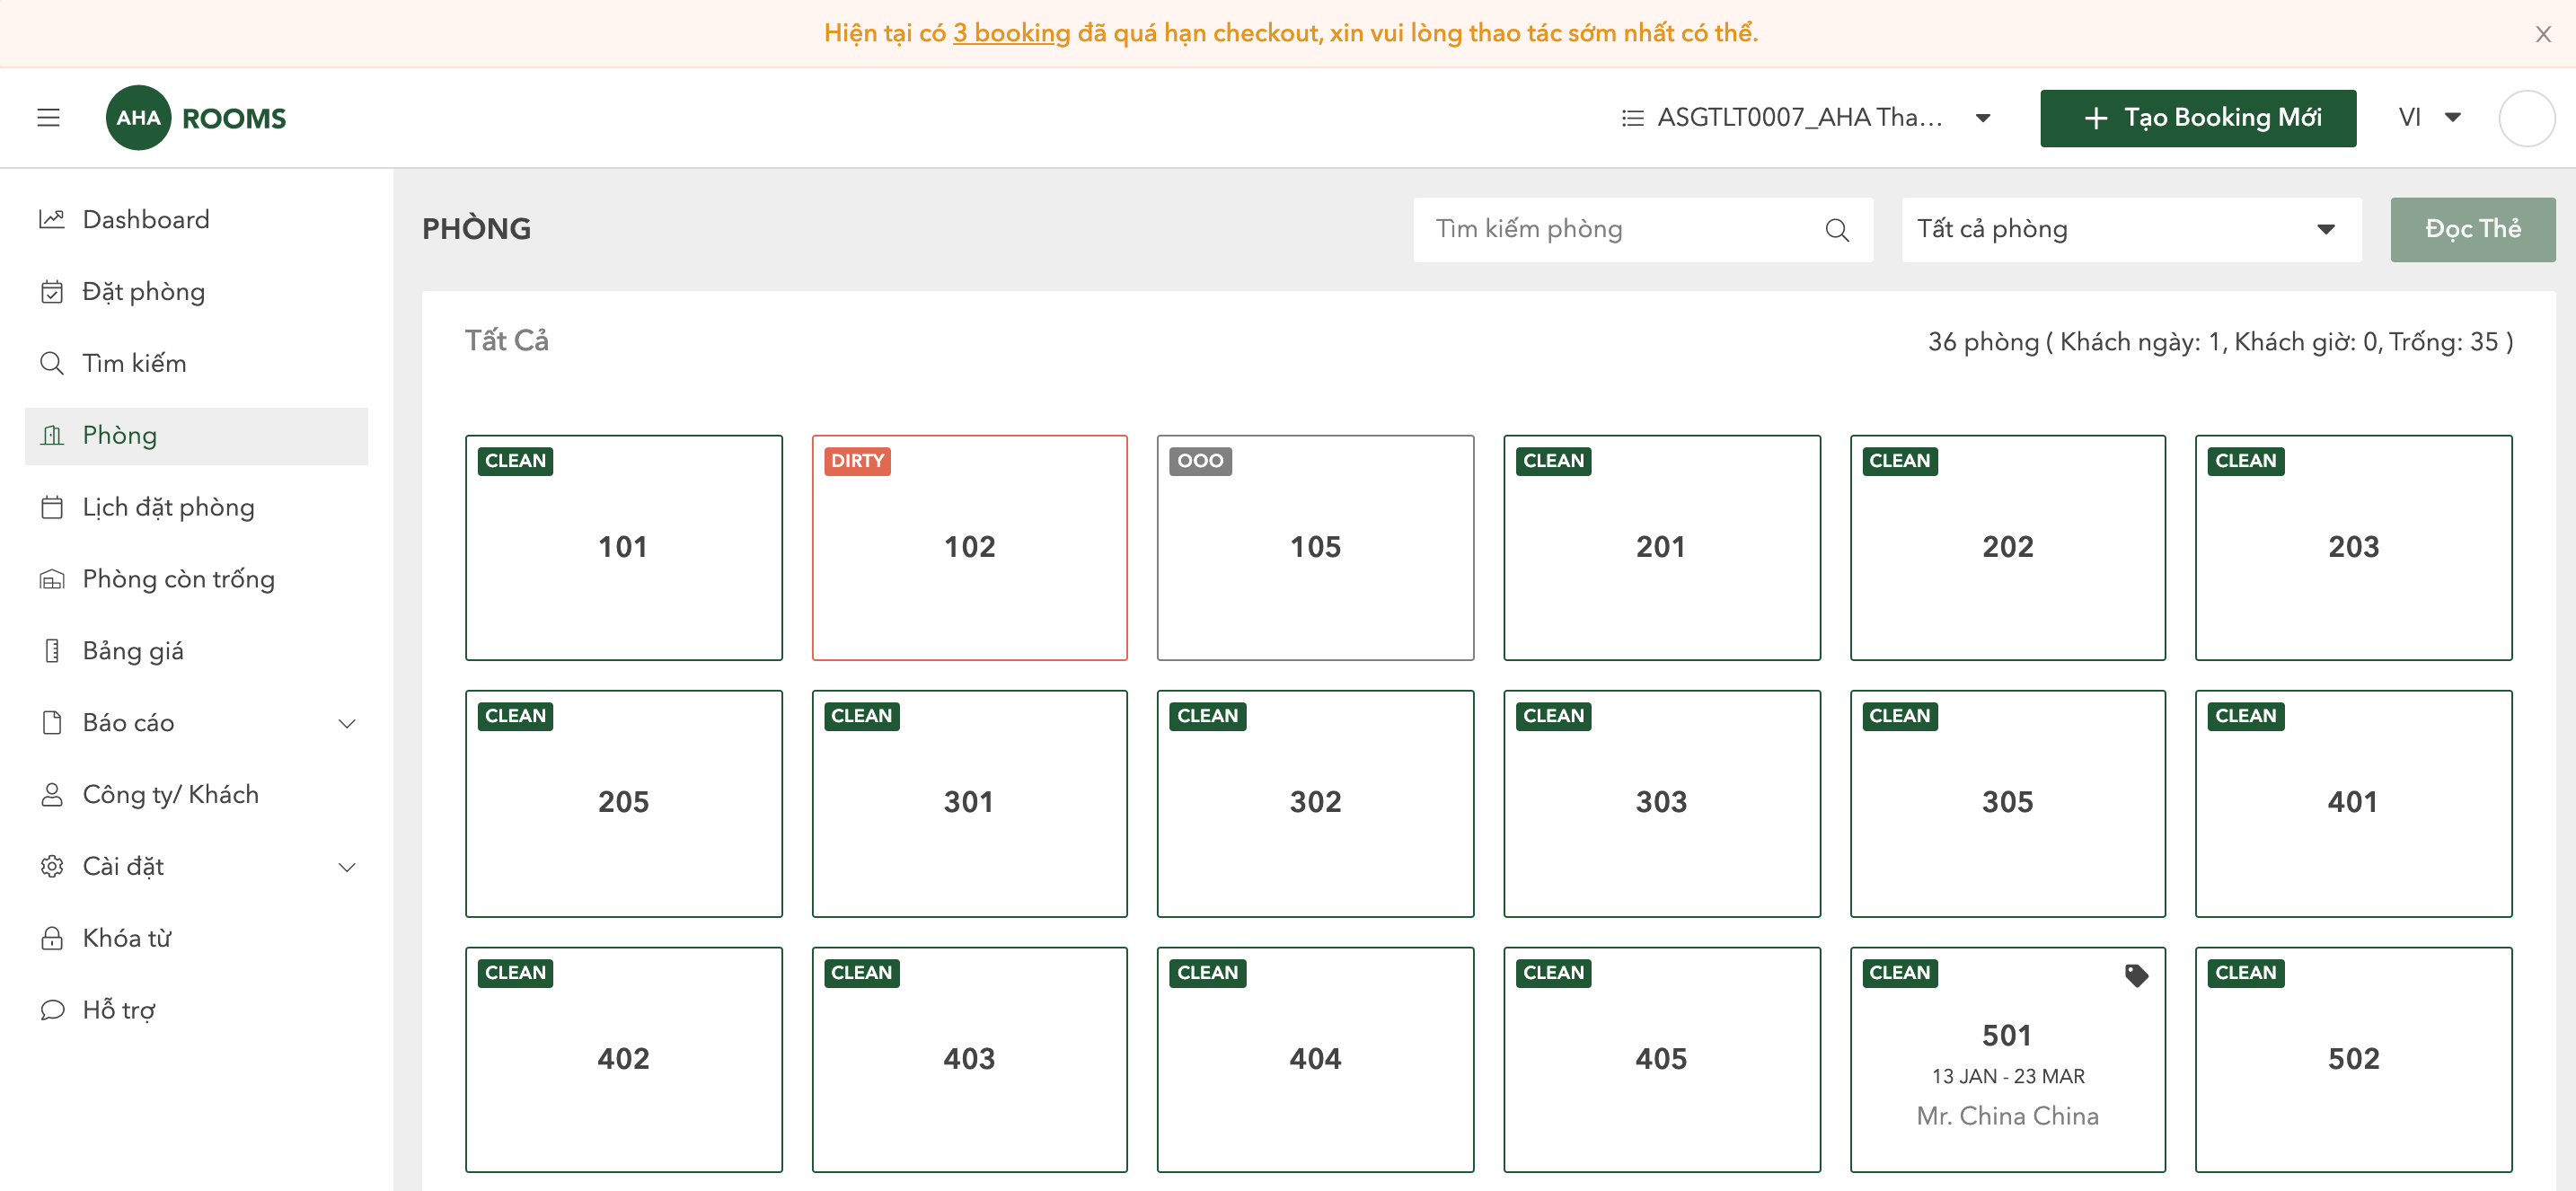 Hiện tại có 3 booking đã quá hạn checkout, xin vui lòng thao tác sớm nhất có thể.
AHA ROOMS
ASGTLT0007_AHA Tha...
+ Tạo Booking Mới
VI
Dashboard
Đặt phòng
Tìm kiếm
Phòng
Lịch đặt phòng
Phòng còn trống
Bảng giá
Báo cáo
Công ty/ Khách
Cài đặt
Khóa từ
Hỗ trợ
PHÒNG
Tìm kiếm phòng
Tất cả phòng
Đọc Thẻ
Tất Cả
36 phòng ( Khách ngày: 1, Khách giờ: 0, Trống: 35 )
CLEAN
101
DIRTY
102
OOO
105
CLEAN
201
CLEAN
202
CLEAN
203
CLEAN
205
CLEAN
301
CLEAN
302
CLEAN
303
CLEAN
305
CLEAN
401
CLEAN
402
CLEAN
403
CLEAN
404
CLEAN
405
CLEAN
501
13 JAN - 23 MAR
Mr. China China
CLEAN
502